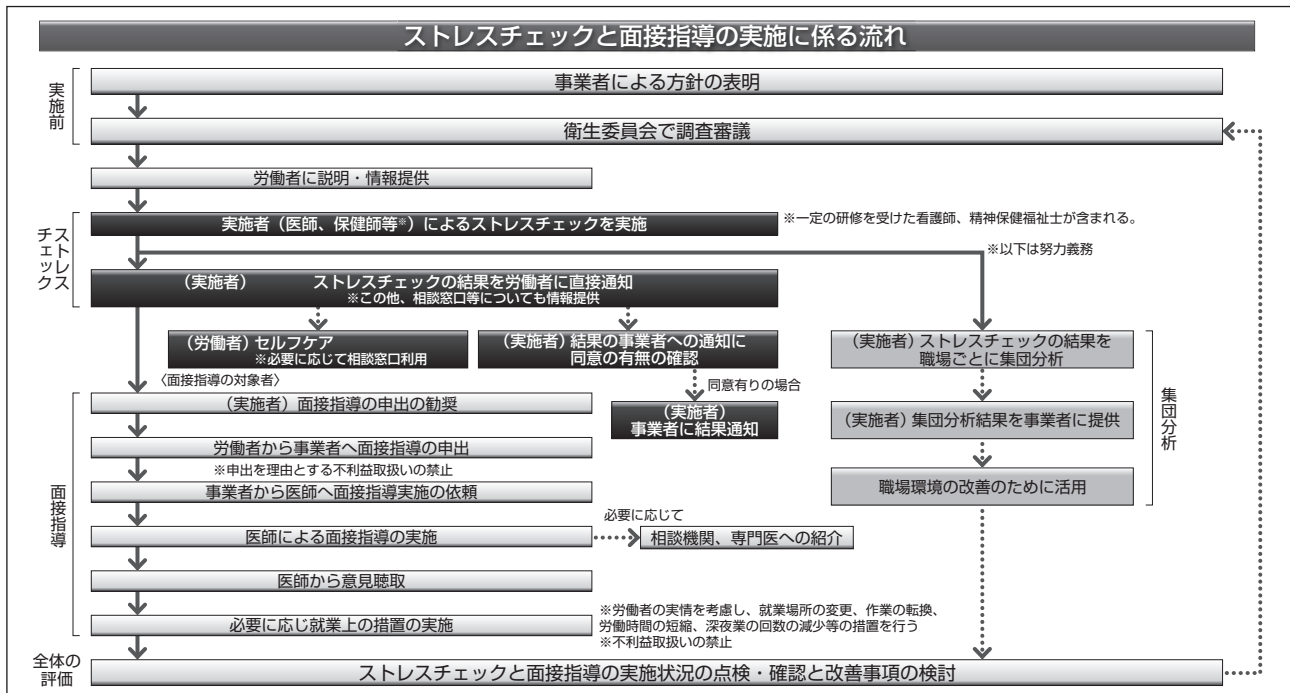 ストレスチェックと面接指導の実施に係る流れ
実施前
事業者による方針の表明
衛生委員会で調査審議
労働者に説明・情報提供
ストレス
チェック
実施者（医師、保健師等※）によるストレスチェックを実施
※一定の研修を受けた看護師、精神保健福祉士が含まれる。
※以下は努力義務
（実施者）　ストレスチェックの結果を労働者に直接通知
※この他、相談窓口等についても情報提供
（労働者）セルフケア
※必要に応じて相談窓口利用
（実施者）結果の事業者への通知に
同意の有無の確認
同意有りの場合
（実施者）
事業者に結果通知
（実施者）ストレスチェックの結果を
職場ごとに集団分析
（実施者）集団分析結果を事業者に提供
職場環境の改善のために活用
集団分析
〈面接指導の対象者〉
面接指導
（実施者）面接指導の申出の勧奨
労働者から事業者へ面接指導の申出
※申出を理由とする不利益取扱いの禁止
事業者から医師へ面接指導実施の依頼
医師による面接指導の実施
必要に応じて
相談機関、専門医への紹介
医師から意見聴取
必要に応じ就業上の措置の実施
※労働者の実情を考慮し、就業場所の変更、作業の転換、
労働時間の短縮、深夜業の回数の減少等の措置を行う
※不利益取扱いの禁止
全体の
評価
ストレスチェックと面接指導の実施状況の点検・確認と改善事項の検討